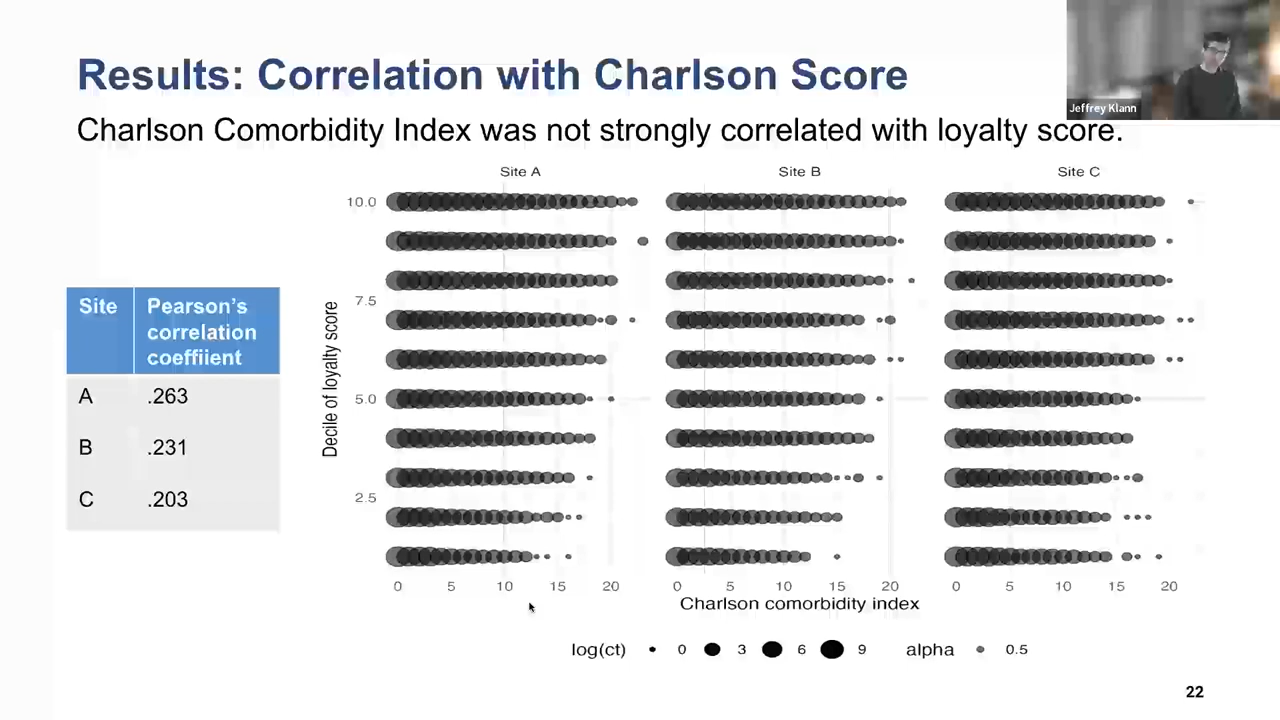 Results: Correlation with Charlson Score
Jeffrey Klann
Charlson Comorbidity Index was not strongly correlated with loyalty score.
Site A Site B Site C
Site Pearson's
correlation
coeffiient
A .263
B .231
C .203
Decile of loyalty score
10.0
7.5
5.0
2.5
0 5 10 15 20 0 5 10 15 20 0 5 10 15 20
Charlson comorbidity index
log(ct) 0 3 6 9 alpha 0.5
22